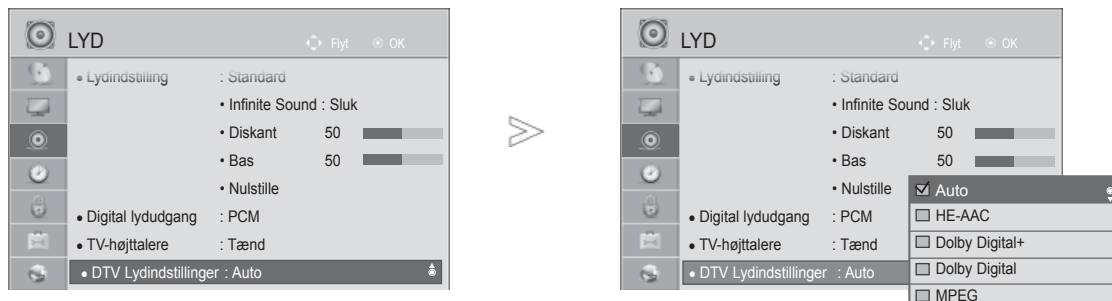 LYD
Flyt OK
• Lydindstilling : Standard
• Infinite Sound : Sluk
• Diskant 50
• Bas 50
• Nulstille
• Digital lydudgang : PCM
• TV-højttalere : Tænd
• DTV Lydindstillinger : Auto
LYD
Flyt OK
• Lydindstilling : Standard
• Infinite Sound : Sluk
• Diskant 50
• Bas 50
• Nulstille
• Digital lydudgang : PCM
• TV-højttalere : Tænd
• DTV Lydindstillinger : Auto
Auto
HE-AAC
Dolby Digital+
Dolby Digital
MPEG